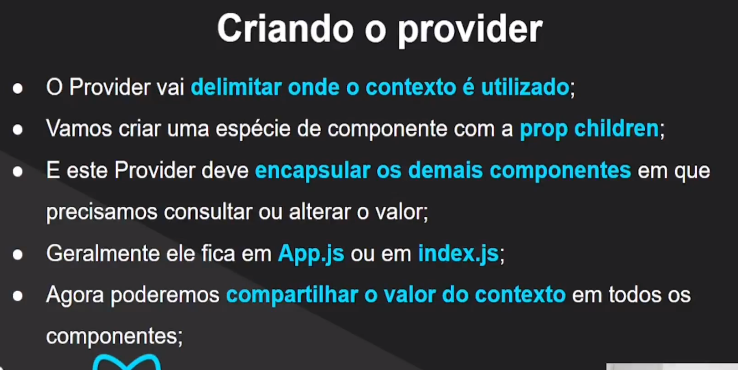 Criando o provider
● O Provider vai delimitar onde o contexto é utilizado;
● Vamos criar uma espécie de componente com a prop children;
● E este Provider deve encapsular os demais componentes em que
precisamos consultar ou alterar o valor;
● Geralmente ele fica em App.js ou em index.js;
● Agora poderemos compartilhar o valor do contexto em todos os
componentes;